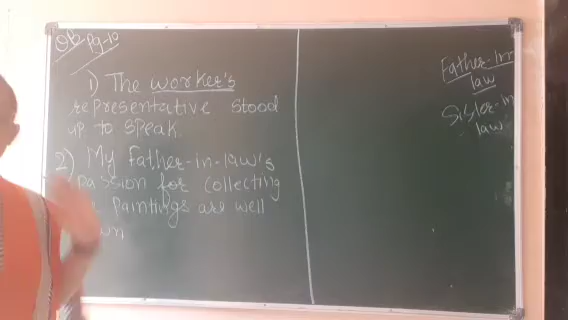 Q2 Pg-10
1) The worker's
representative stood
up to speak.
2) My Father-in-law's
passion for collecting
paintings are well
Father-in-
law
Sister-in
law